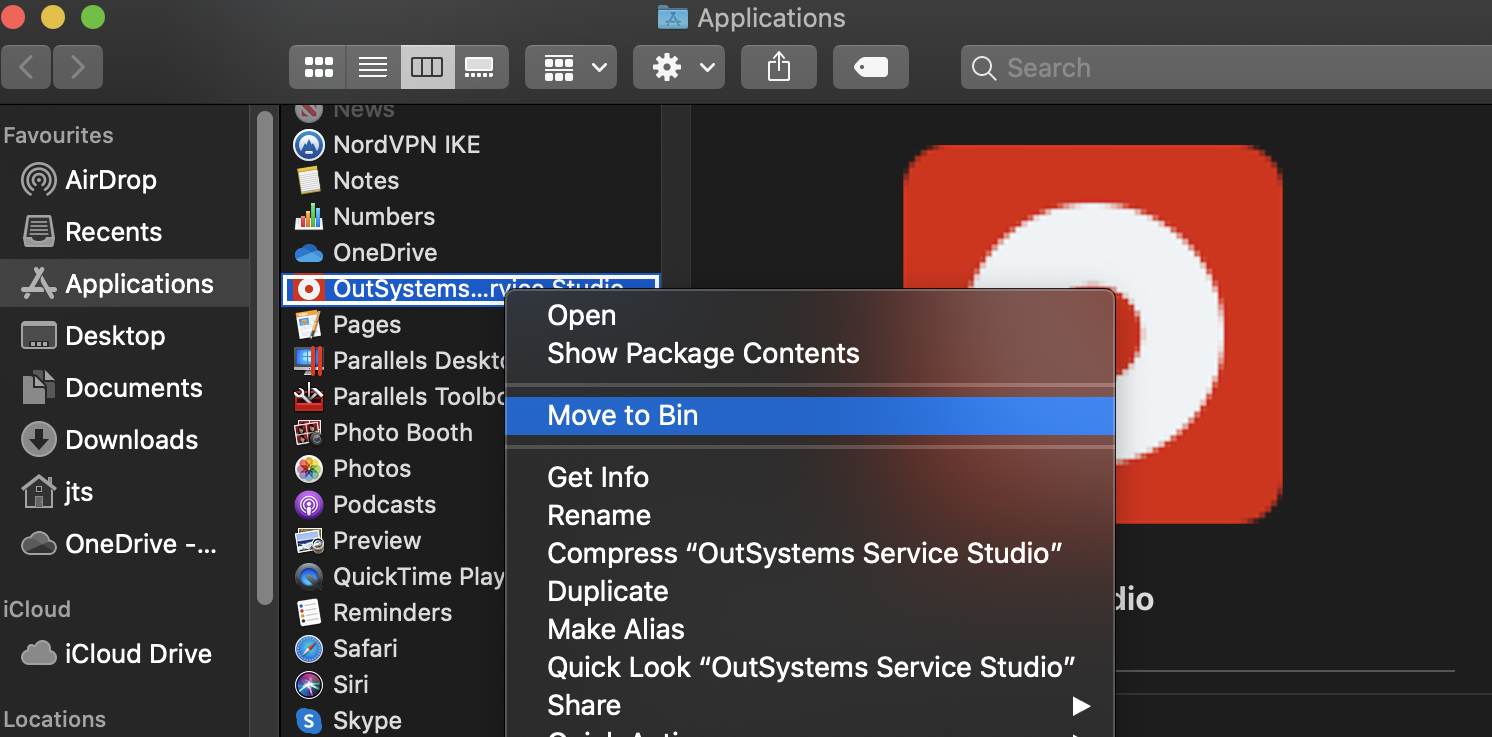 Applications
Search
Favourites
AirDrop
Recents
Applications
Desktop
Documents
Downloads
jts
OneDrive -...
iCloud
iCloud Drive
Locations
News
NordVPN IKE
Notes
Numbers
OneDrive
OutSystems...rvice Studio
Pages
Parallels Deskto
Parallels Toolbo
Photo Booth
Photos
Podcasts
Preview
QuickTime Play
Reminders
Safari
Siri
Skype
Open
Show Package Contents
Move to Bin
Get Info
Rename
Compress “OutSystems Service Studio”
Duplicate
Make Alias
Quick Look “OutSystems Service Studio”
Share
dio